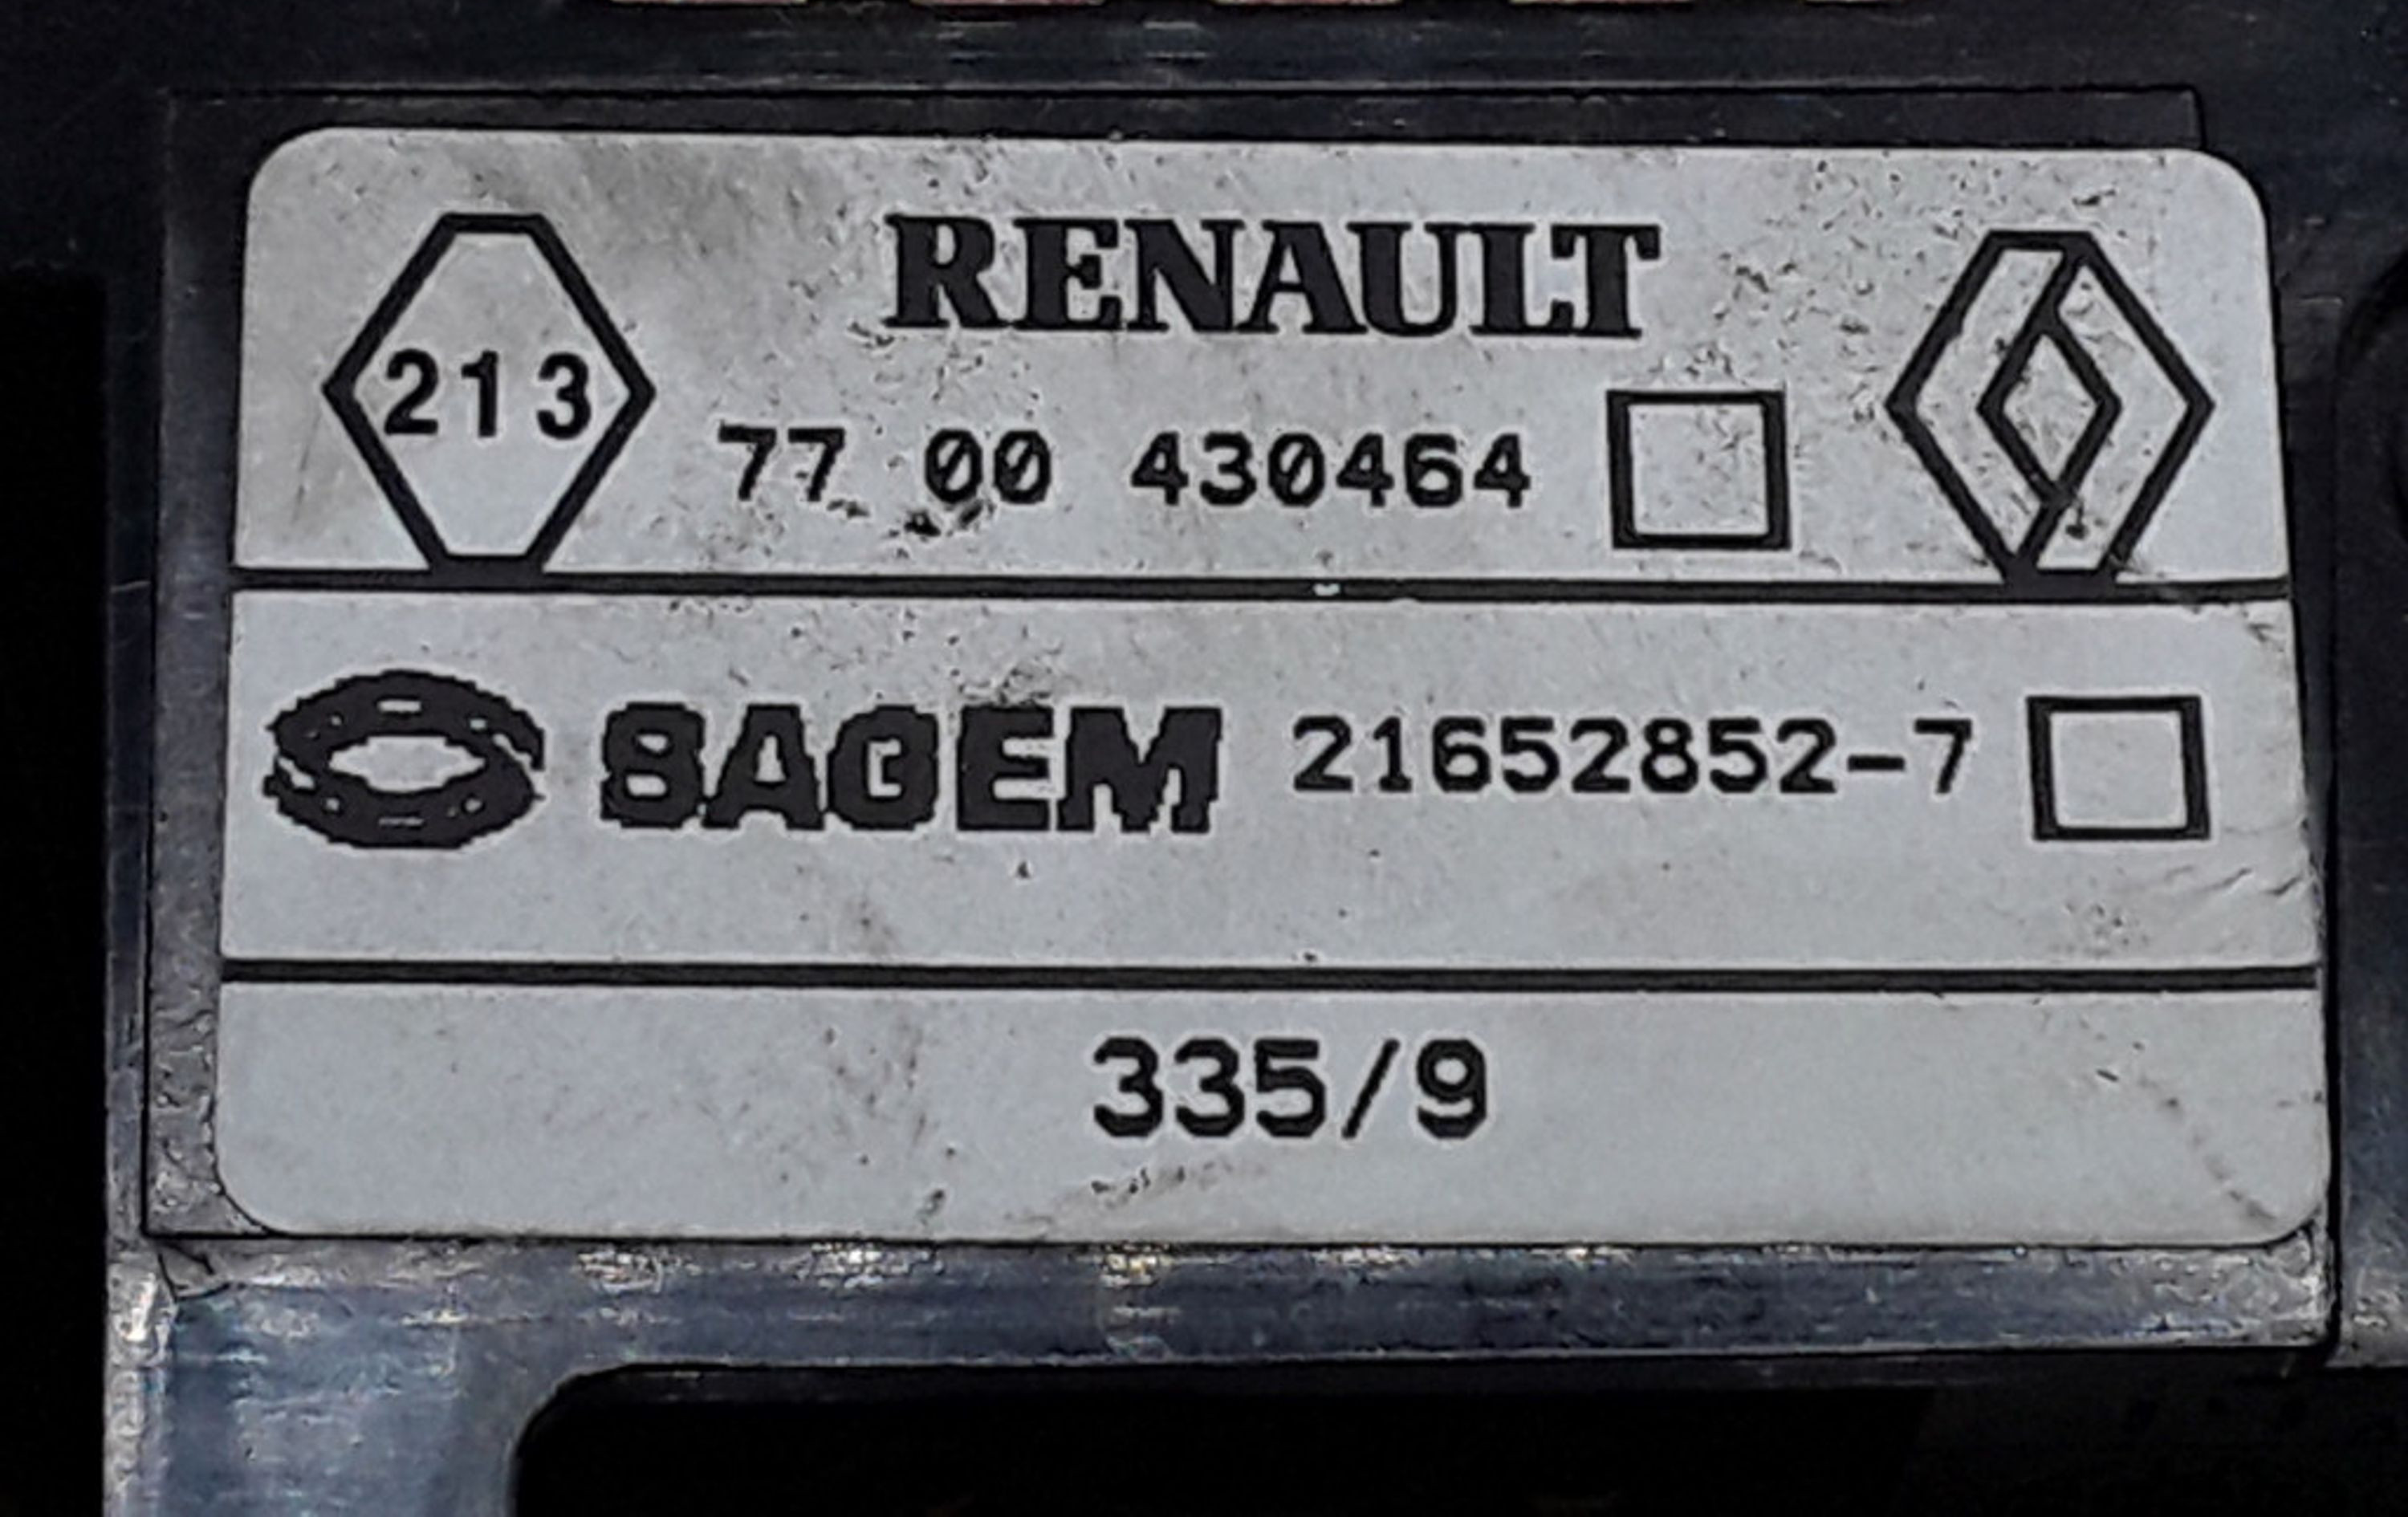 RENAULT
213
77 00 430464
SAGEM 21652852-7
335/9